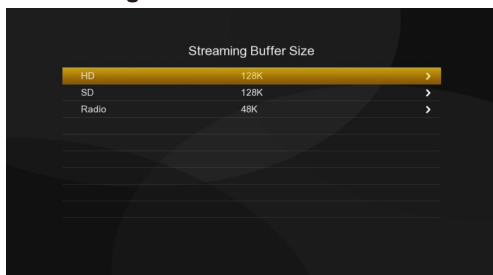 Streaming Buffer Size
HD 128K >
SD 128K >
Radio 48K >